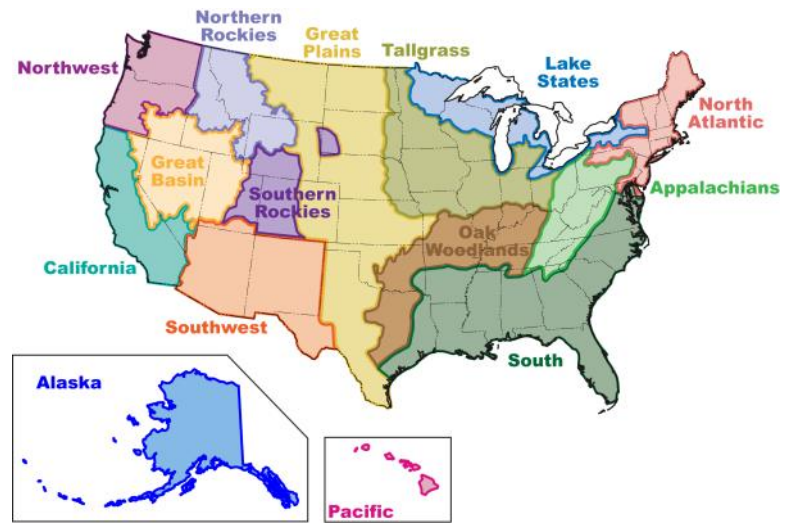 Northern
Rockies
Great
Plains
Tallgrass
Northwest
Lake
States
North
Atlantic
Great
Basin
Southern
Rockies
Appalachians
Oak
Woodlands
California
Southwest
South
Alaska
Pacific